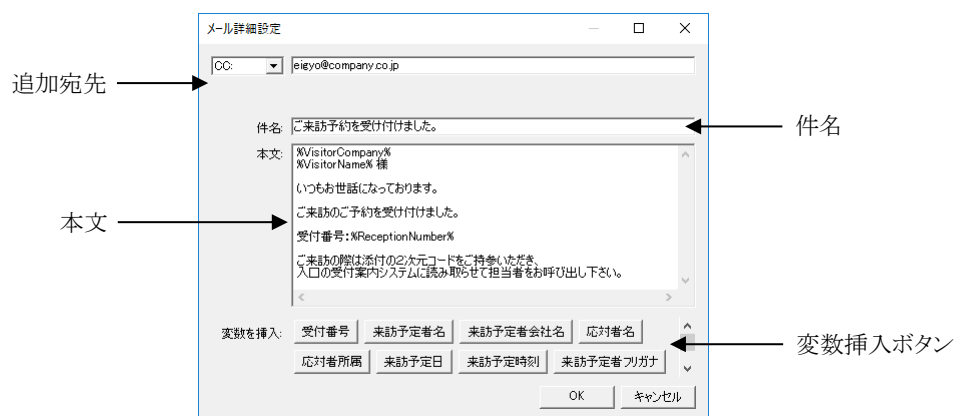 メール詳細設定
CC:
eigyo@company.co.jp
追加宛先
件名:
ご来訪予約を受け付けました。
件名
本文:
%VisitorCompany%
%VisitorName% 様
いつもお世話になっております。
ご来訪のご予約を受け付けました。
本文
受付番号:%ReceptionNumber%
ご来訪の際は添付の2次元コードをご持参いただき、
入口の受付案内システムに読み取らせて担当者をお呼び出し下さい。
変数を挿入:
受付番号 来訪予定者名 来訪予定者会社名 応対者名
応対者所属 来訪予定日 来訪予定時刻 来訪予定者フリガナ
変数挿入ボタン
OK キャンセル